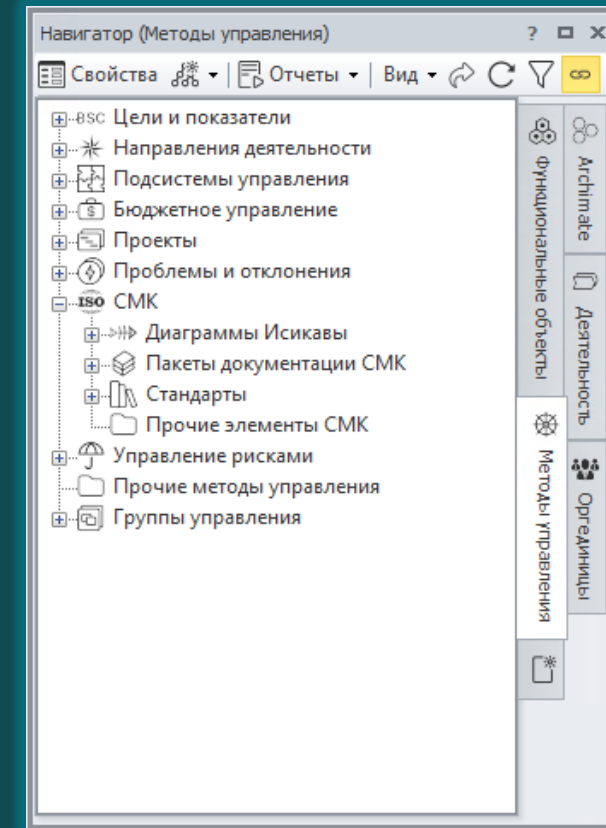 Навигатор (Методы управления)
Свойства Отчеты Вид
BSC Цели и показатели
Направления деятельности
Подсистемы управления
$ Бюджетное управление
Проекты
Проблемы и отклонения
ISO СМК
Диаграммы Исикавы
Пакеты документации СМК
Стандарты
Прочие элементы СМК
Управление рисками
Прочие методы управления
Группы управления
Функциональные объекты
Методы управления
Archimate
Деятельность
Оргединицы